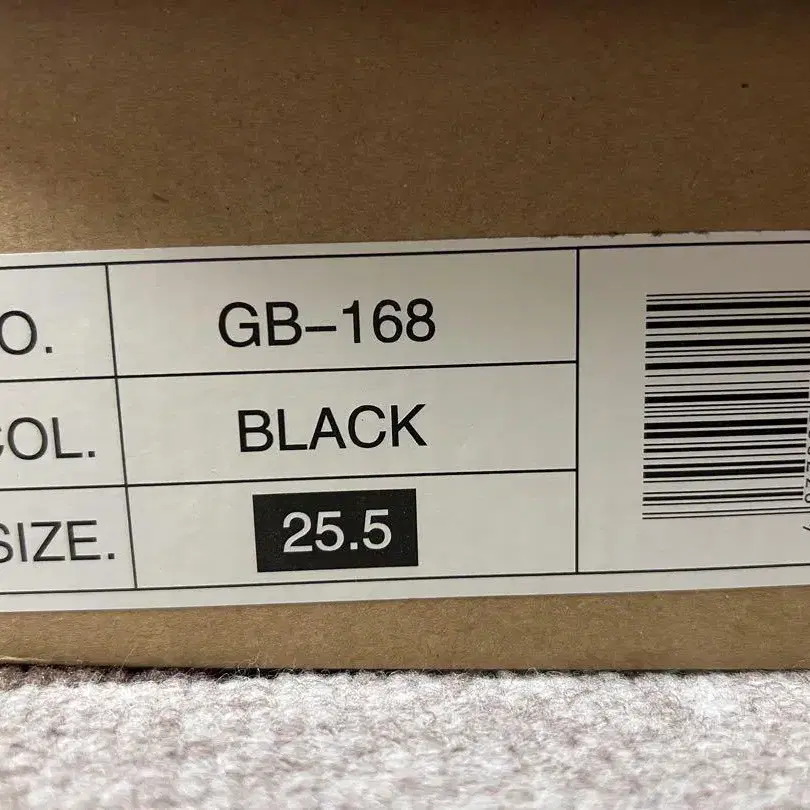 O. GB-168
COL. BLACK
SIZE. 25.5